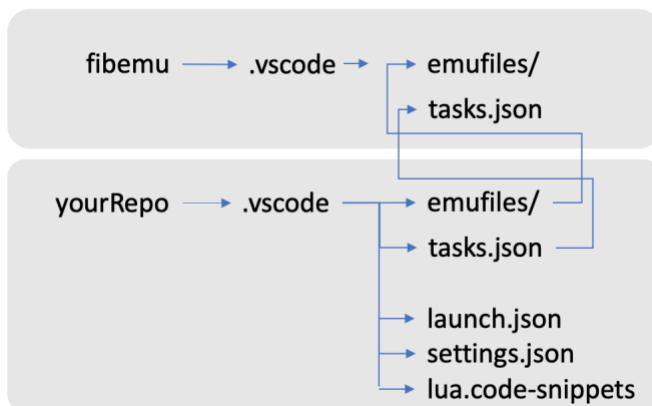 fibemu .vscode emufiles/
tasks.json
yourRepo .vscode emufiles/
tasks.json
launch.json
settings.json
lua.code-snippets